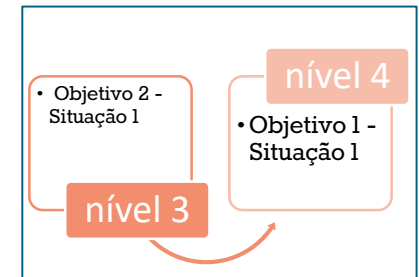 • Objetivo 2 -
Situação 1
nível 3
nível 4
• Objetivo 1 -
Situação 1